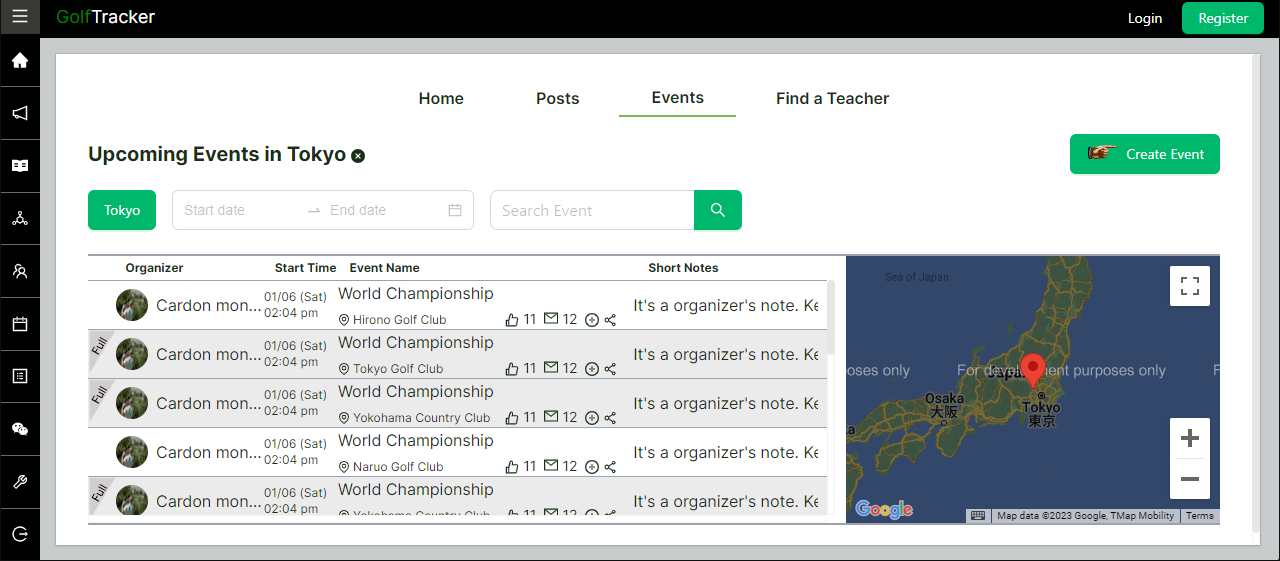 GolfTracker
Login
Register
Home
Posts
Events
Find a Teacher
Upcoming Events in Tokyo
Create Event
Tokyo
Start date
End date
Search Event
Organizer
Start Time
Event Name
Short Notes
Cardon mon...
01/06 (Sat)
02:04 pm
World Championship
Hirono Golf Club
11
12
It's a organizer's note. Ke
Full
Cardon mon...
01/06 (Sat)
02:04 pm
World Championship
Tokyo Golf Club
11
12
It's a organizer's note. Ke
Full
Cardon mon...
01/06 (Sat)
02:04 pm
World Championship
Yokohama Country Club
11
12
It's a organizer's note. Ke
Cardon mon...
01/06 (Sat)
02:04 pm
World Championship
Naruo Golf Club
11
12
It's a organizer's note. Ke
Full
Cardon mon...
01/06 (Sat)
02:04 pm
World Championship
Yokohama Country Club
11
12
It's a organizer's note. Ke
Sea of Japan
poses only
For development purposes only
F
Japan
Osaka
大阪
Tokyo
東京
Google
Map data ©2023 Google, TMap Mobility
Terms